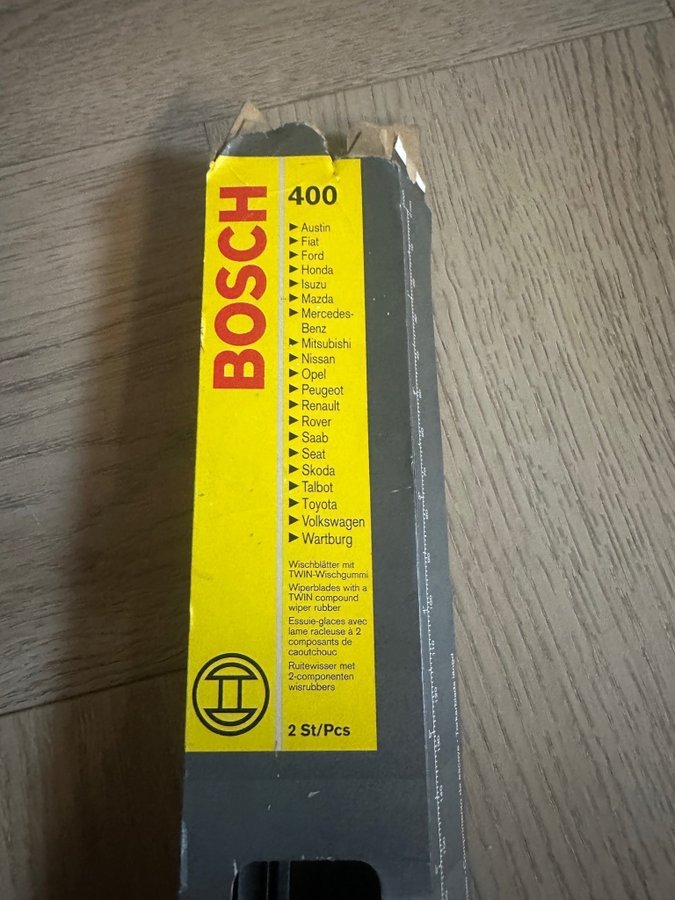 BOSCH
400
Austin
Fiat
Ford
Honda
Isuzu
Mazda
Mercedes-
Benz
Mitsubishi
Nissan
Opel
Peugeot
Renault
Rover
Saab
Seat
Skoda
Talbot
Toyota
Volkswagen
Wartburg
Wischblätter mit
TWIN-Wischgummi
Wiperblades with a
TWIN compound
wiper rubber
Essuie-glaces avec
lame racleuse à 2
composants de
caoutchouc
Ruitewisser met
2-componenten
wisrubbers
2 St/Pcs